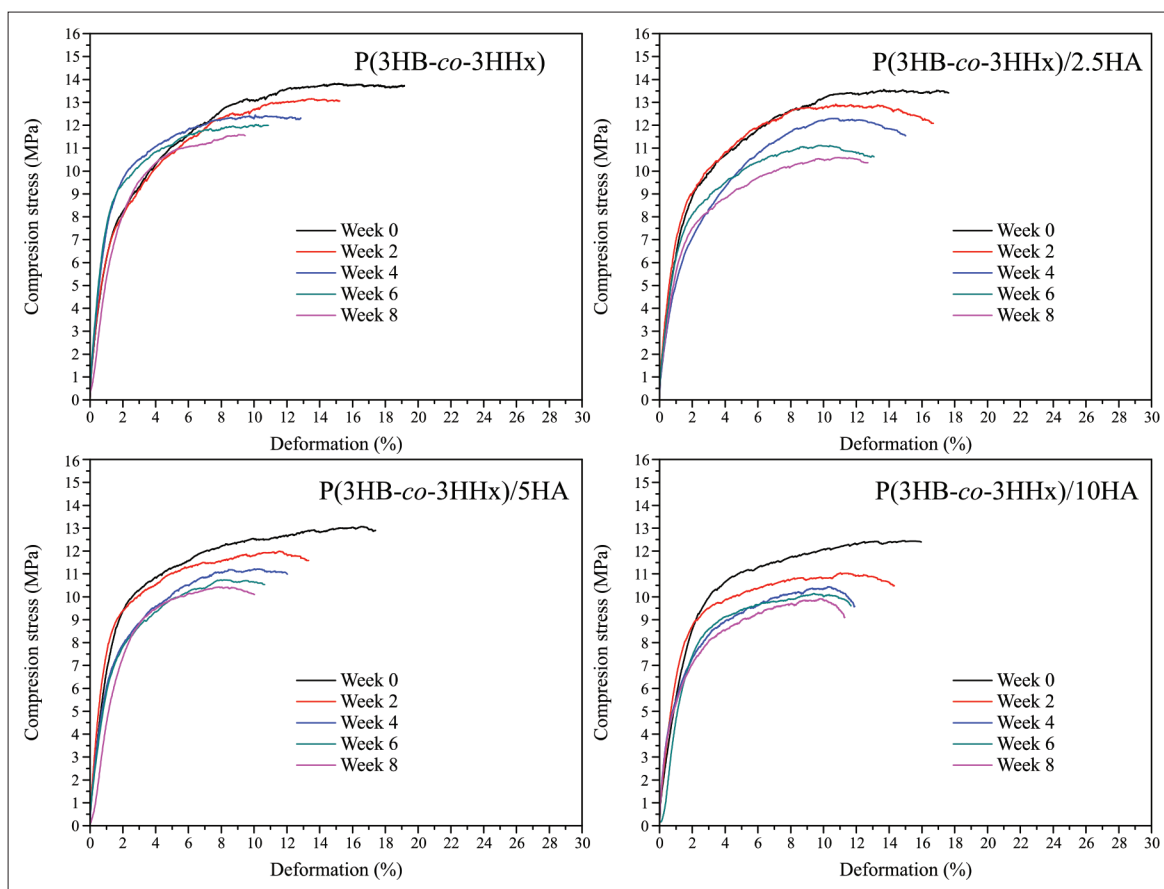 P(3HB-co-3HHx)
Compresion stress (MPa)
16
15
14
13
12
11
10
9
8
7
6
5
4
3
2
1
0
Week 0
Week 2
Week 4
Week 6
Week 8
0 2 4 6 8 10 12 14 16 18 20 22 24 26 28 30
Deformation (%)
P(3HB-co-3HHx)/2.5HA
Compresion stress (MPa)
16
15
14
13
12
11
10
9
8
7
6
5
4
3
2
1
0
Week 0
Week 2
Week 4
Week 6
Week 8
0 2 4 6 8 10 12 14 16 18 20 22 24 26 28 30
Deformation (%)
P(3HB-co-3HHx)/5HA
Compresion stress (MPa)
16
15
14
13
12
11
10
9
8
7
6
5
4
3
2
1
0
Week 0
Week 2
Week 4
Week 6
Week 8
0 2 4 6 8 10 12 14 16 18 20 22 24 26 28 30
Deformation (%)
P(3HB-co-3HHx)/10HA
Compresion stress (MPa)
16
15
14
13
12
11
10
9
8
7
6
5
4
3
2
1
0
Week 0
Week 2
Week 4
Week 6
Week 8
0 2 4 6 8 10 12 14 16 18 20 22 24 26 28 30
Deformation (%)